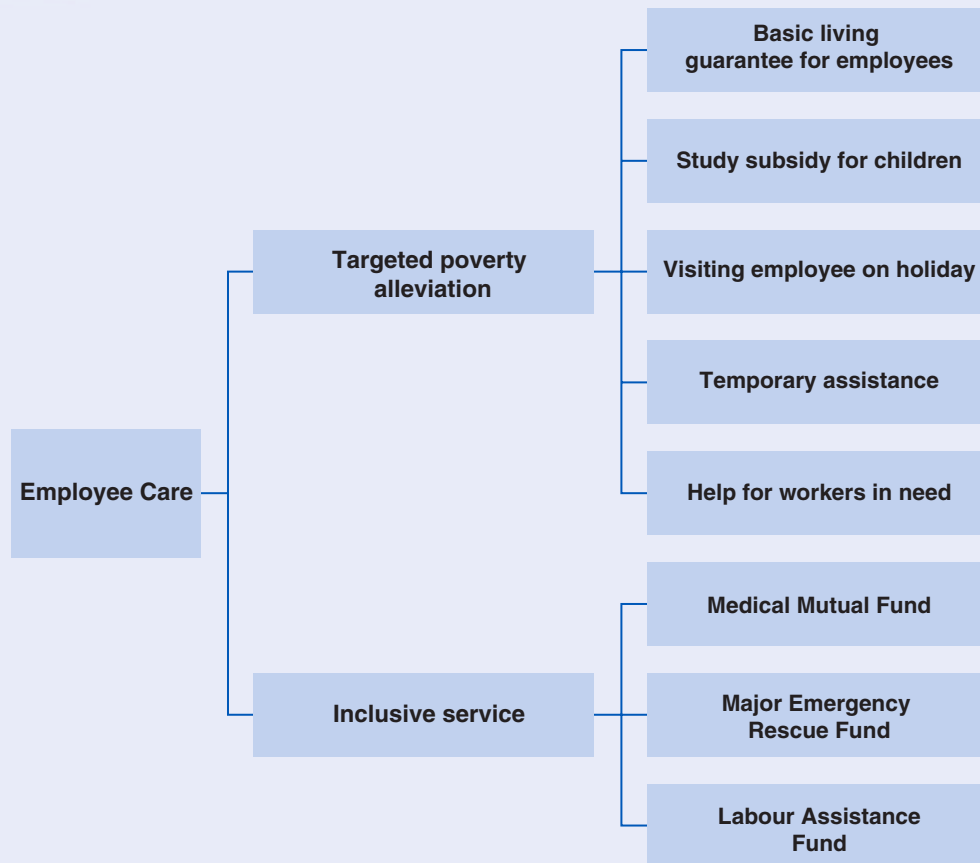 Employee Care
Targeted poverty
alleviation
Basic living
guarantee for employees
Study subsidy for children
Visiting employee on holiday
Temporary assistance
Help for workers in need
Inclusive service
Medical Mutual Fund
Major Emergency
Rescue Fund
Labour Assistance
Fund